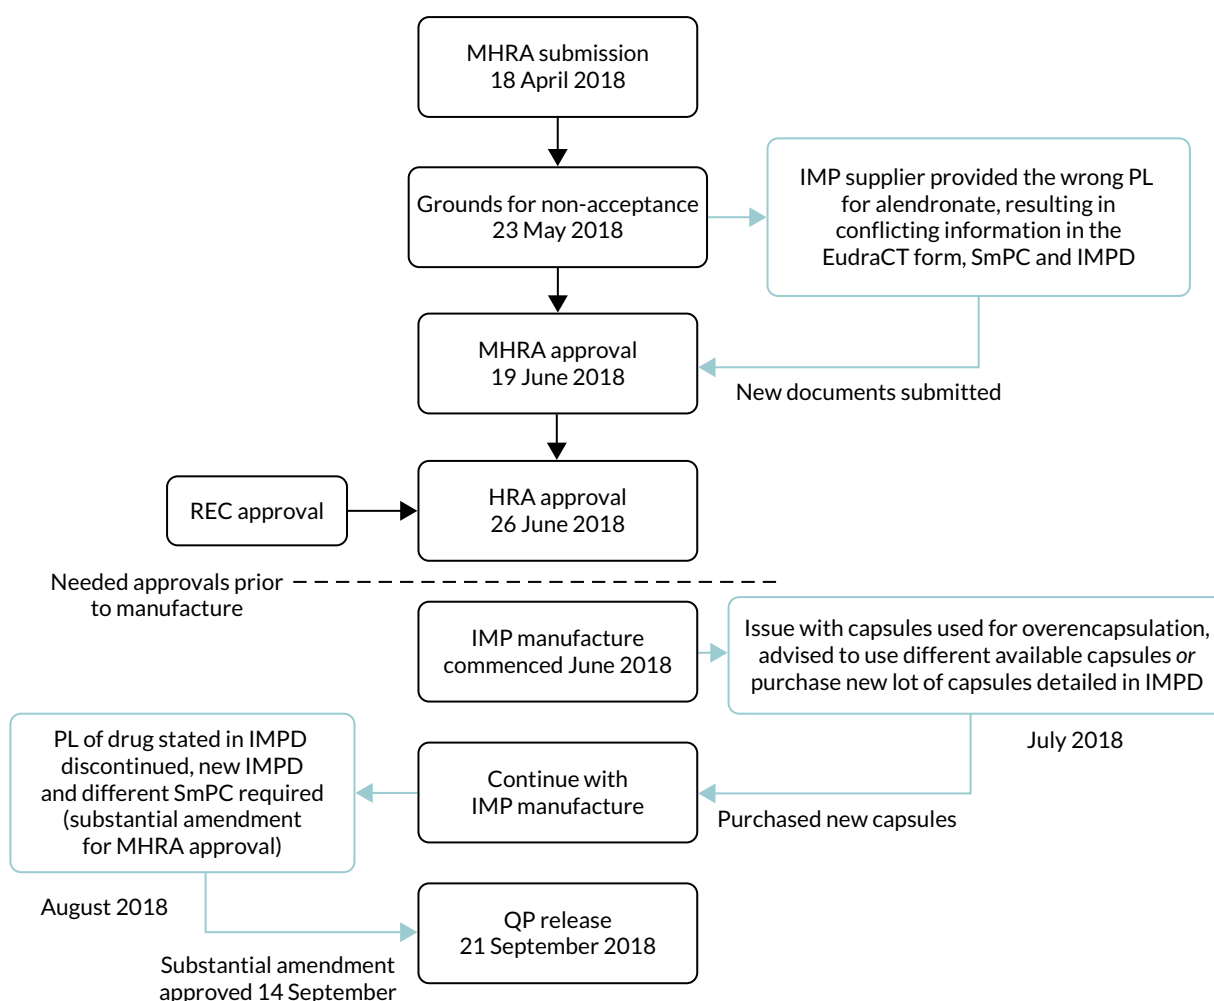 MHRA submission
18 April 2018
Grounds for non-acceptance
23 May 2018
IMP supplier provided the wrong PL
for alendronate, resulting in
conflicting information in the
EudraCT form, SmPC and IMPD
MHRA approval
19 June 2018
New documents submitted
REC approval
HRA approval
26 June 2018
Needed approvals prior
to manufacture
IMP manufacture
commenced June 2018
Issue with capsules used for overencapsulation,
advised to use different available capsules or
purchase new lot of capsules detailed in IMPD
July 2018
Continue with
IMP manufacture
Purchased new capsules
PL of drug stated in IMPD
discontinued, new IMPD
and different SmPC required
(substantial amendment
for MHRA approval)
August 2018
QP release
21 September 2018
Substantial amendment
approved 14 September